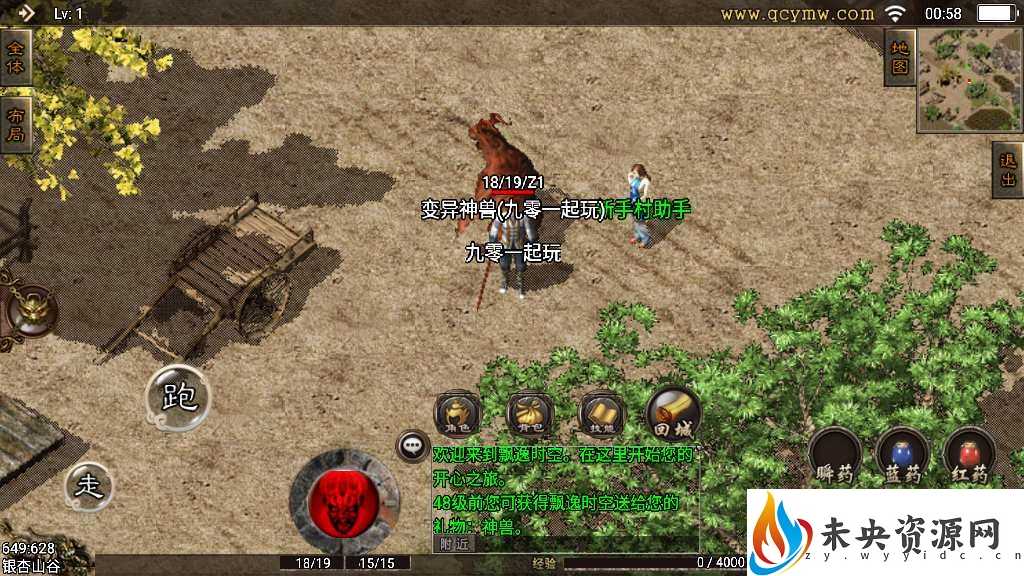 Lv: 1
www.qcymw.com
00:58
全体
地图
布局
退出
18/19/Z1
变异神兽(九零一起玩)
新手村助手
九零一起玩
跑
走
角色
背包
技能
回城
瞬药
蓝药
红药
欢迎来到飘逸时空。在这里开始您的
开心之旅。
48级前您可获得飘逸时空送给您的
礼物：神兽。
附近
649:628
银杏山谷
18/19
15/15
经验
0 / 4000
未央资源网
zy.wyyidc.cn